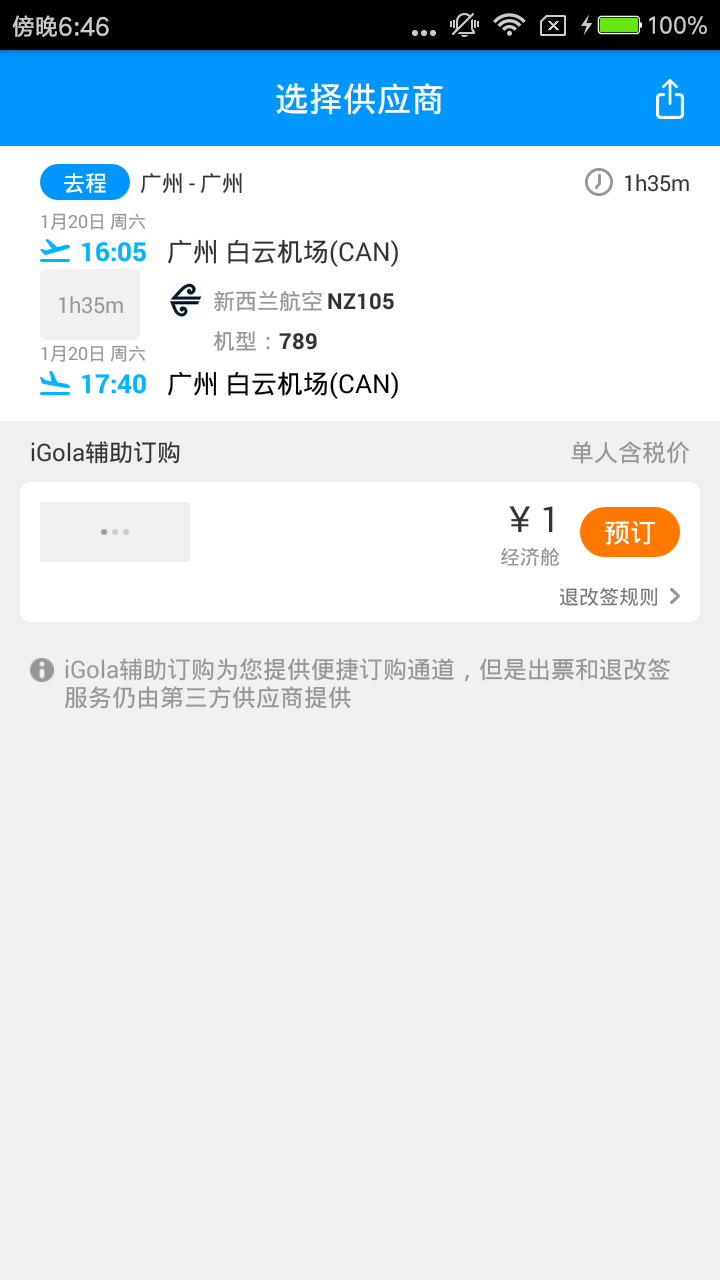 傍晚6:46 100%
选择供应商
去程 广州 - 广州 1h35m
1月20日 周六
16:05 广州 白云机场(CAN)
1h35m 新西兰航空 NZ105
机型：789
1月20日 周六
17:40 广州 白云机场(CAN)
iGola辅助订购 单人含税价
¥ 1 预订
经济舱
退改签规则
iGola辅助订购为您提供便捷订购通道，但是出票和退改签
服务仍由第三方供应商提供